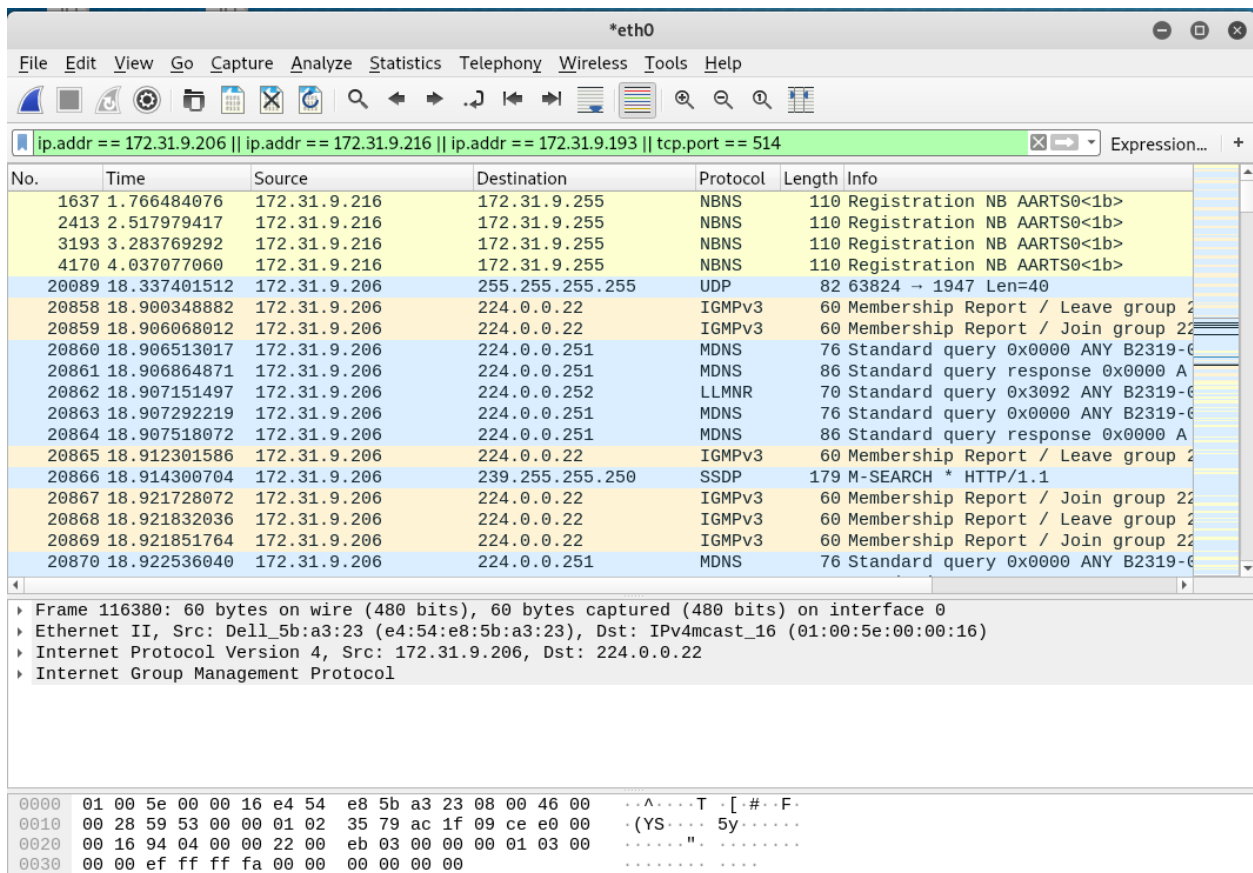 *eth0
File Edit View Go Capture Analyze Statistics Telephony Wireless Tools Help
ip.addr == 172.31.9.206 || ip.addr == 172.31.9.216 || ip.addr == 172.31.9.193 || tcp.port == 514 Expression... +
No. Time Source Destination Protocol Length Info
1637 1.766484076 172.31.9.216 172.31.9.255 NBNS 110 Registration NB AARTS0<1b>
2413 2.517979417 172.31.9.216 172.31.9.255 NBNS 110 Registration NB AARTS0<1b>
3193 3.283769292 172.31.9.216 172.31.9.255 NBNS 110 Registration NB AARTS0<1b>
4170 4.037077060 172.31.9.216 172.31.9.255 NBNS 110 Registration NB AARTS0<1b>
20089 18.337401512 172.31.9.206 255.255.255.255 UDP 82 63824 → 1947 Len=40
20858 18.900348882 172.31.9.206 224.0.0.22 IGMPv3 60 Membership Report / Leave group 2
20859 18.906068012 172.31.9.206 224.0.0.22 IGMPv3 60 Membership Report / Join group 22
20860 18.906513017 172.31.9.206 224.0.0.251 MDNS 76 Standard query 0x0000 ANY B2319-0
20861 18.906864871 172.31.9.206 224.0.0.251 MDNS 86 Standard query response 0x0000 A
20862 18.907151497 172.31.9.206 224.0.0.252 LLMNR 70 Standard query 0x3092 ANY B2319-0
20863 18.907292219 172.31.9.206 224.0.0.251 MDNS 76 Standard query 0x0000 ANY B2319-0
20864 18.907518072 172.31.9.206 224.0.0.251 MDNS 86 Standard query response 0x0000 A
20865 18.912301586 172.31.9.206 224.0.0.22 IGMPv3 60 Membership Report / Leave group 2
20866 18.914300704 172.31.9.206 239.255.255.250 SSDP 179 M-SEARCH * HTTP/1.1
20867 18.921728072 172.31.9.206 224.0.0.22 IGMPv3 60 Membership Report / Join group 22
20868 18.921832036 172.31.9.206 224.0.0.22 IGMPv3 60 Membership Report / Leave group 2
20869 18.921851764 172.31.9.206 224.0.0.22 IGMPv3 60 Membership Report / Join group 22
20870 18.922536040 172.31.9.206 224.0.0.251 MDNS 76 Standard query 0x0000 ANY B2319-0
Frame 116380: 60 bytes on wire (480 bits), 60 bytes captured (480 bits) on interface 0
Ethernet II, Src: Dell_5b:a3:23 (e4:54:e8:5b:a3:23), Dst: IPv4mcast_16 (01:00:5e:00:00:16)
Internet Protocol Version 4, Src: 172.31.9.206, Dst: 224.0.0.22
Internet Group Management Protocol
0000 01 00 5e 00 00 16 e4 54 e8 5b a3 23 08 00 46 00 ··^····T ·[·#··F·
0010 00 28 59 53 00 00 01 02 35 79 ac 1f 09 ce e0 00 ·(YS···· 5y······
0020 00 16 94 04 00 00 22 00 eb 03 00 00 00 01 03 00 ······"· ········
0030 00 00 ef ff ff fa 00 00 00 00 00 00 ········ ····